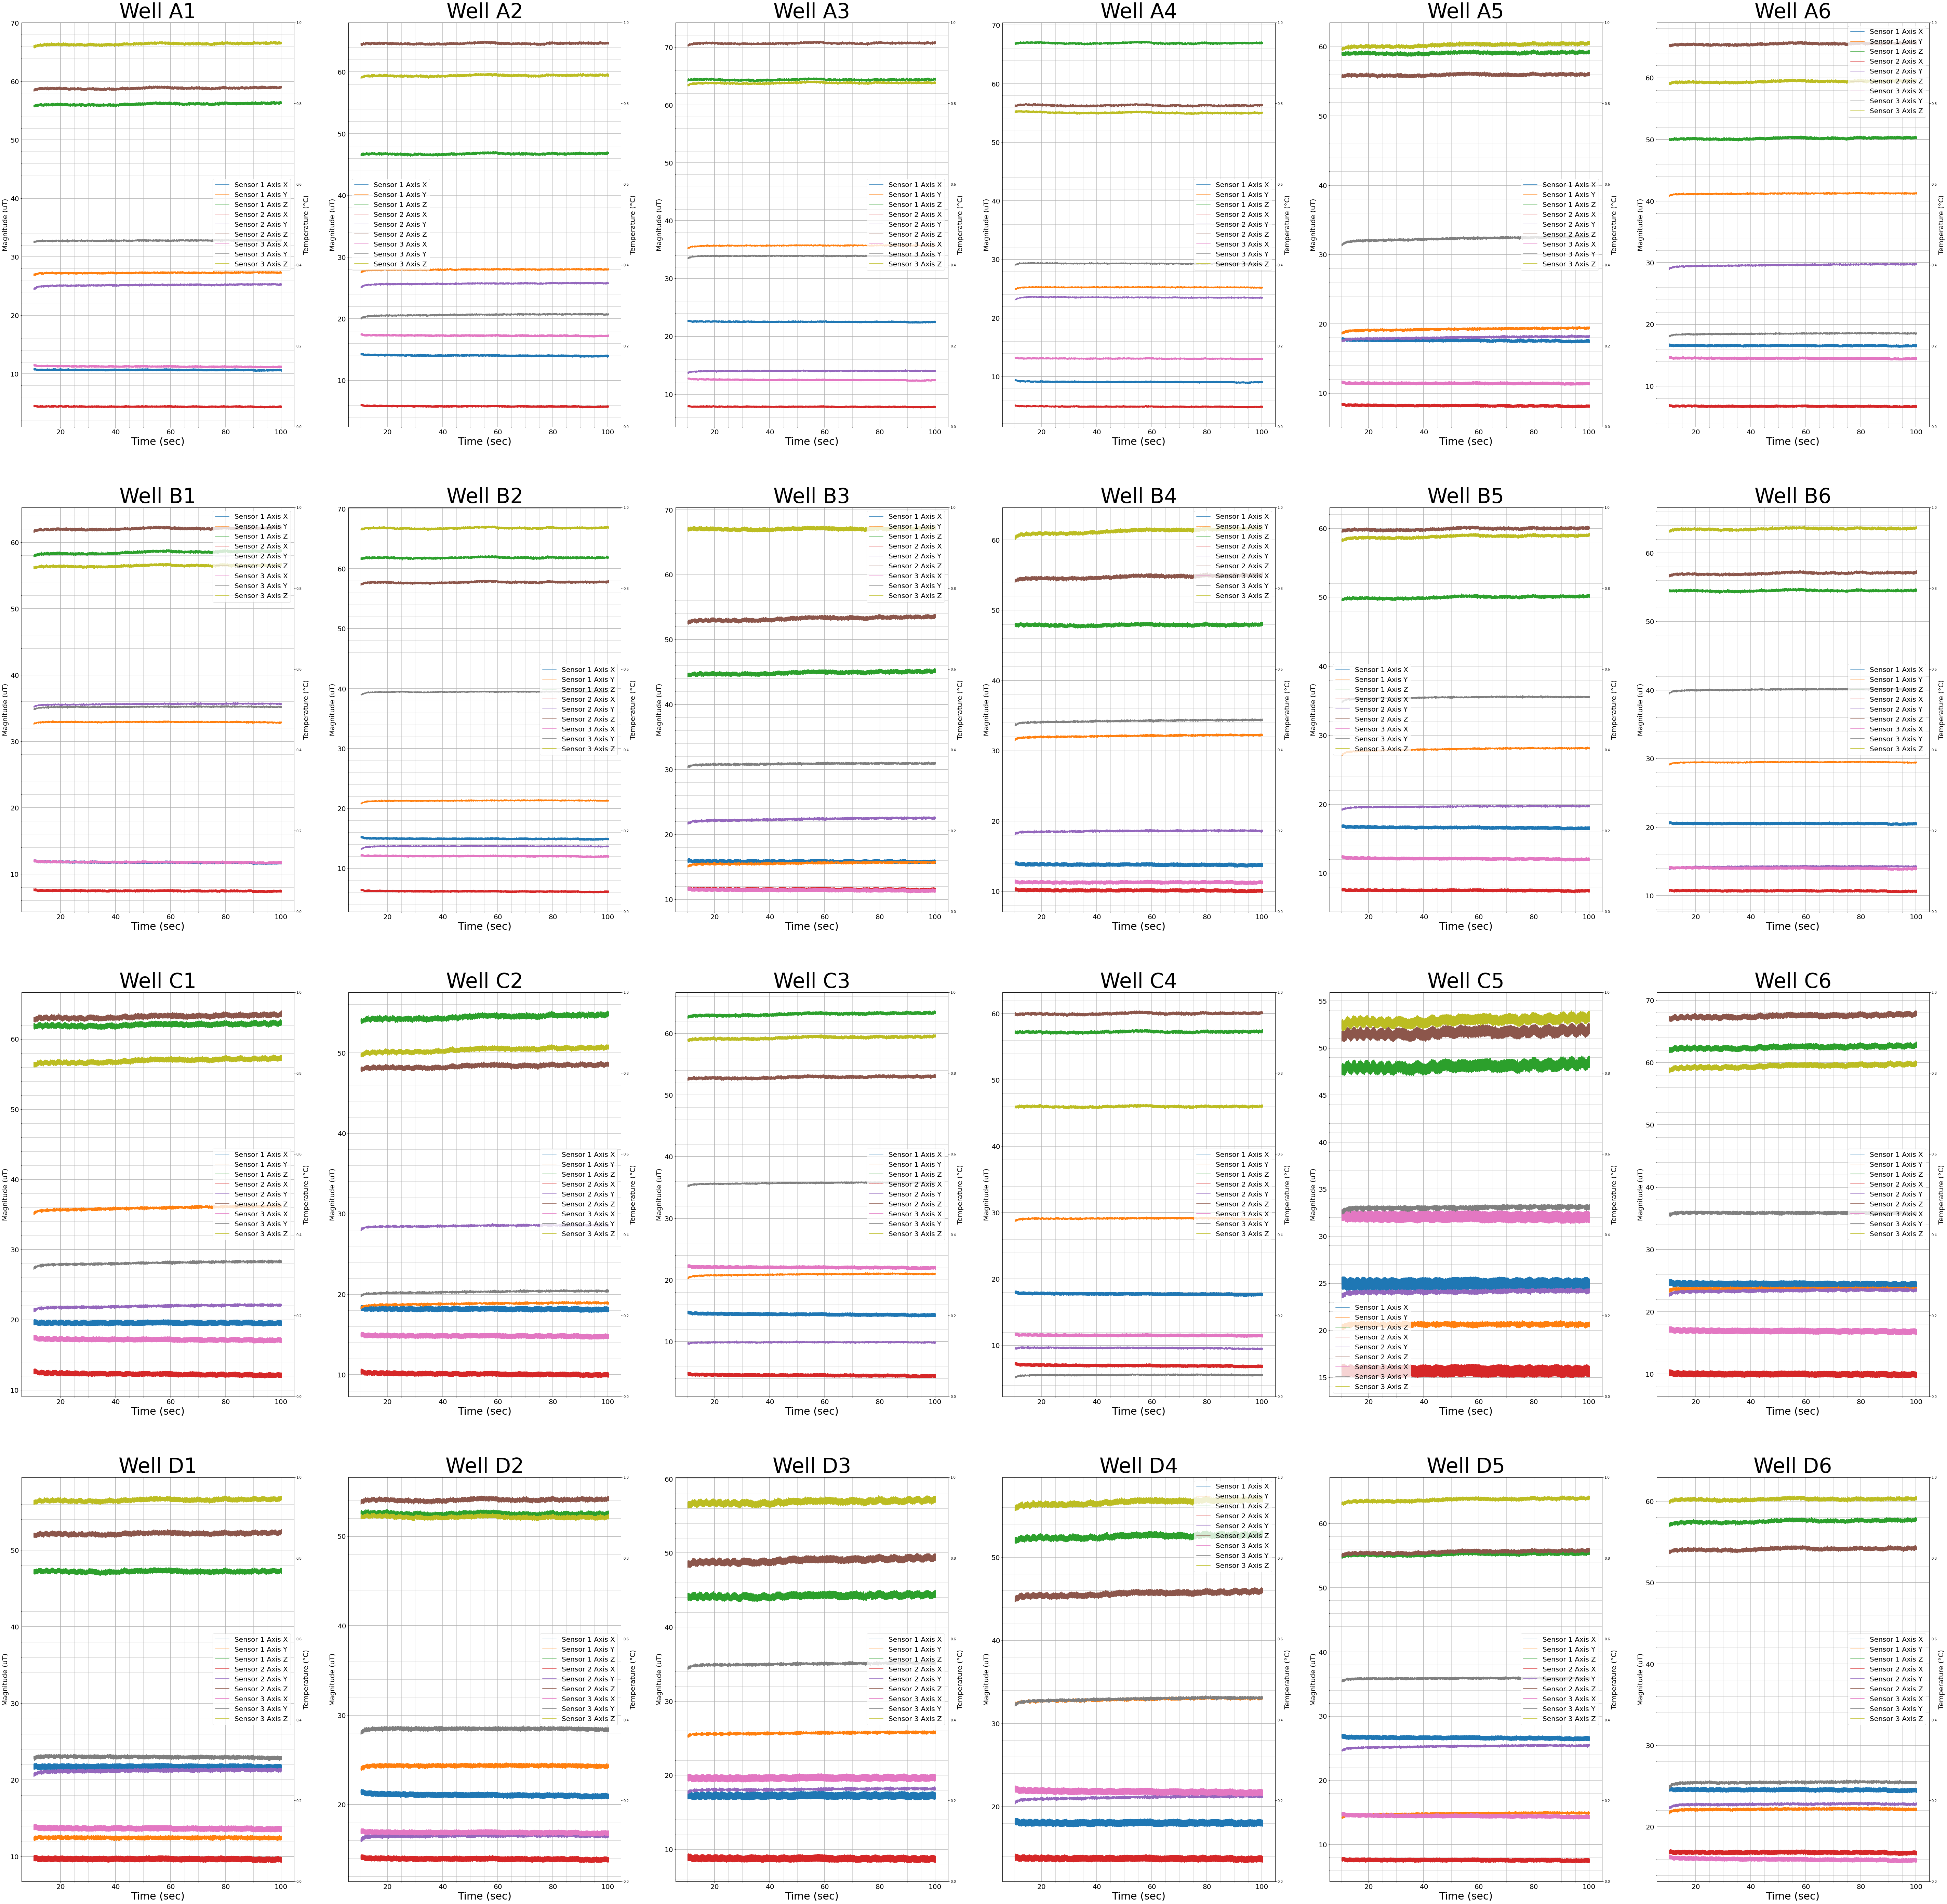 Well A1 Well A2 Well A3 Well A4 Well A5 Well A6
Magnitude (uT) Magnitude (uT) Magnitude (uT) Magnitude (uT) Magnitude (uT) Magnitude (uT)
70 60 50 40 30 20 10
60 50 40 30 20 10
70 60 50 40 30 20 10
70 60 50 40 30 20 10
60 50 40 30 20 10
60 50 40 30 20 10
Sensor 1 Axis X Sensor 1 Axis X Sensor 1 Axis X Sensor 1 Axis X Sensor 1 Axis X Sensor 1 Axis X
Sensor 1 Axis Y Sensor 1 Axis Y Sensor 1 Axis Y Sensor 1 Axis Y Sensor 1 Axis Y Sensor 1 Axis Y
Sensor 1 Axis Z Sensor 1 Axis Z Sensor 1 Axis Z Sensor 1 Axis Z Sensor 1 Axis Z Sensor 1 Axis Z
Sensor 2 Axis X Sensor 2 Axis X Sensor 2 Axis X Sensor 2 Axis X Sensor 2 Axis X Sensor 2 Axis X
Sensor 2 Axis Y Sensor 2 Axis Y Sensor 2 Axis Y Sensor 2 Axis Y Sensor 2 Axis Y Sensor 2 Axis Y
Sensor 2 Axis Z Sensor 2 Axis Z Sensor 2 Axis Z Sensor 2 Axis Z Sensor 2 Axis Z Sensor 2 Axis Z
Sensor 3 Axis X Sensor 3 Axis X Sensor 3 Axis X Sensor 3 Axis X Sensor 3 Axis X Sensor 3 Axis X
Sensor 3 Axis Y Sensor 3 Axis Y Sensor 3 Axis Y Sensor 3 Axis Y Sensor 3 Axis Y Sensor 3 Axis Y
Sensor 3 Axis Z Sensor 3 Axis Z Sensor 3 Axis Z Sensor 3 Axis Z Sensor 3 Axis Z Sensor 3 Axis Z
1.0 0.8 0.6 0.4 0.2 0.0
Temperature (°C) Temperature (°C) Temperature (°C) Temperature (°C) Temperature (°C) Temperature (°C)
20 40 60 80 100 20 40 60 80 100 20 40 60 80 100 20 40 60 80 100 20 40 60 80 100 20 40 60 80 100
Time (sec) Time (sec) Time (sec) Time (sec) Time (sec) Time (sec)
Well B1 Well B2 Well B3 Well B4 Well B5 Well B6
Magnitude (uT) Magnitude (uT) Magnitude (uT) Magnitude (uT) Magnitude (uT) Magnitude (uT)
60 50 40 30 20 10
70 60 50 40 30 20 10
70 60 50 40 30 20 10
60 50 40 30 20 10
60 50 40 30 20 10
60 50 40 30 20 10
Sensor 1 Axis X Sensor 1 Axis X Sensor 1 Axis X Sensor 1 Axis X Sensor 1 Axis X Sensor 1 Axis X
Sensor 1 Axis Y Sensor 1 Axis Y Sensor 1 Axis Y Sensor 1 Axis Y Sensor 1 Axis Y Sensor 1 Axis Y
Sensor 1 Axis Z Sensor 1 Axis Z Sensor 1 Axis Z Sensor 1 Axis Z Sensor 1 Axis Z Sensor 1 Axis Z
Sensor 2 Axis X Sensor 2 Axis X Sensor 2 Axis X Sensor 2 Axis X Sensor 2 Axis X Sensor 2 Axis X
Sensor 2 Axis Y Sensor 2 Axis Y Sensor 2 Axis Y Sensor 2 Axis Y Sensor 2 Axis Y Sensor 2 Axis Y
Sensor 2 Axis Z Sensor 2 Axis Z Sensor 2 Axis Z Sensor 2 Axis Z Sensor 2 Axis Z Sensor 2 Axis Z
Sensor 3 Axis X Sensor 3 Axis X Sensor 3 Axis X Sensor 3 Axis X Sensor 3 Axis X Sensor 3 Axis X
Sensor 3 Axis Y Sensor 3 Axis Y Sensor 3 Axis Y Sensor 3 Axis Y Sensor 3 Axis Y Sensor 3 Axis Y
Sensor 3 Axis Z Sensor 3 Axis Z Sensor 3 Axis Z Sensor 3 Axis Z Sensor 3 Axis Z Sensor 3 Axis Z
1.0 0.8 0.6 0.4 0.2 0.0
Temperature (°C) Temperature (°C) Temperature (°C) Temperature (°C) Temperature (°C) Temperature (°C)
20 40 60 80 100 20 40 60 80 100 20 40 60 80 100 20 40 60 80 100 20 40 60 80 100 20 40 60 80 100
Time (sec) Time (sec) Time (sec) Time (sec) Time (sec) Time (sec)
Well C1 Well C2 Well C3 Well C4 Well C5 Well C6
Magnitude (uT) Magnitude (uT) Magnitude (uT) Magnitude (uT) Magnitude (uT) Magnitude (uT)
60 50 40 30 20 10
50 40 30 20 10
60 50 40 30 20 10
60 50 40 30 20 10
55 50 45 40 35 30 25 20 15
70 60 50 40 30 20 10
Sensor 1 Axis X Sensor 1 Axis X Sensor 1 Axis X Sensor 1 Axis X Sensor 1 Axis X Sensor 1 Axis X
Sensor 1 Axis Y Sensor 1 Axis Y Sensor 1 Axis Y Sensor 1 Axis Y Sensor 1 Axis Y Sensor 1 Axis Y
Sensor 1 Axis Z Sensor 1 Axis Z Sensor 1 Axis Z Sensor 1 Axis Z Sensor 1 Axis Z Sensor 1 Axis Z
Sensor 2 Axis X Sensor 2 Axis X Sensor 2 Axis X Sensor 2 Axis X Sensor 2 Axis X Sensor 2 Axis X
Sensor 2 Axis Y Sensor 2 Axis Y Sensor 2 Axis Y Sensor 2 Axis Y Sensor 2 Axis Y Sensor 2 Axis Y
Sensor 2 Axis Z Sensor 2 Axis Z Sensor 2 Axis Z Sensor 2 Axis Z Sensor 2 Axis Z Sensor 2 Axis Z
Sensor 3 Axis X Sensor 3 Axis X Sensor 3 Axis X Sensor 3 Axis X Sensor 3 Axis X Sensor 3 Axis X
Sensor 3 Axis Y Sensor 3 Axis Y Sensor 3 Axis Y Sensor 3 Axis Y Sensor 3 Axis Y Sensor 3 Axis Y
Sensor 3 Axis Z Sensor 3 Axis Z Sensor 3 Axis Z Sensor 3 Axis Z Sensor 3 Axis Z Sensor 3 Axis Z
1.0 0.8 0.6 0.4 0.2 0.0
Temperature (°C) Temperature (°C) Temperature (°C) Temperature (°C) Temperature (°C) Temperature (°C)
20 40 60 80 100 20 40 60 80 100 20 40 60 80 100 20 40 60 80 100 20 40 60 80 100 20 40 60 80 100
Time (sec) Time (sec) Time (sec) Time (sec) Time (sec) Time (sec)
Well D1 Well D2 Well D3 Well D4 Well D5 Well D6
Magnitude (uT) Magnitude (uT) Magnitude (uT) Magnitude (uT) Magnitude (uT) Magnitude (uT)
50 40 30 20 10
50 40 30 20
60 50 40 30 20 10
50 40 30 20
60 50 40 30 20 10
60 50 40 30 20
Sensor 1 Axis X Sensor 1 Axis X Sensor 1 Axis X Sensor 1 Axis X Sensor 1 Axis X Sensor 1 Axis X
Sensor 1 Axis Y Sensor 1 Axis Y Sensor 1 Axis Y Sensor 1 Axis Y Sensor 1 Axis Y Sensor 1 Axis Y
Sensor 1 Axis Z Sensor 1 Axis Z Sensor 1 Axis Z Sensor 1 Axis Z Sensor 1 Axis Z Sensor 1 Axis Z
Sensor 2 Axis X Sensor 2 Axis X Sensor 2 Axis X Sensor 2 Axis X Sensor 2 Axis X Sensor 2 Axis X
Sensor 2 Axis Y Sensor 2 Axis Y Sensor 2 Axis Y Sensor 2 Axis Y Sensor 2 Axis Y Sensor 2 Axis Y
Sensor 2 Axis Z Sensor 2 Axis Z Sensor 2 Axis Z Sensor 2 Axis Z Sensor 2 Axis Z Sensor 2 Axis Z
Sensor 3 Axis X Sensor 3 Axis X Sensor 3 Axis X Sensor 3 Axis X Sensor 3 Axis X Sensor 3 Axis X
Sensor 3 Axis Y Sensor 3 Axis Y Sensor 3 Axis Y Sensor 3 Axis Y Sensor 3 Axis Y Sensor 3 Axis Y
Sensor 3 Axis Z Sensor 3 Axis Z Sensor 3 Axis Z Sensor 3 Axis Z Sensor 3 Axis Z Sensor 3 Axis Z
1.0 0.8 0.6 0.4 0.2 0.0
Temperature (°C) Temperature (°C) Temperature (°C) Temperature (°C) Temperature (°C) Temperature (°C)
20 40 60 80 100 20 40 60 80 100 20 40 60 80 100 20 40 60 80 100 20 40 60 80 100 20 40 60 80 100
Time (sec) Time (sec) Time (sec) Time (sec) Time (sec) Time (sec)